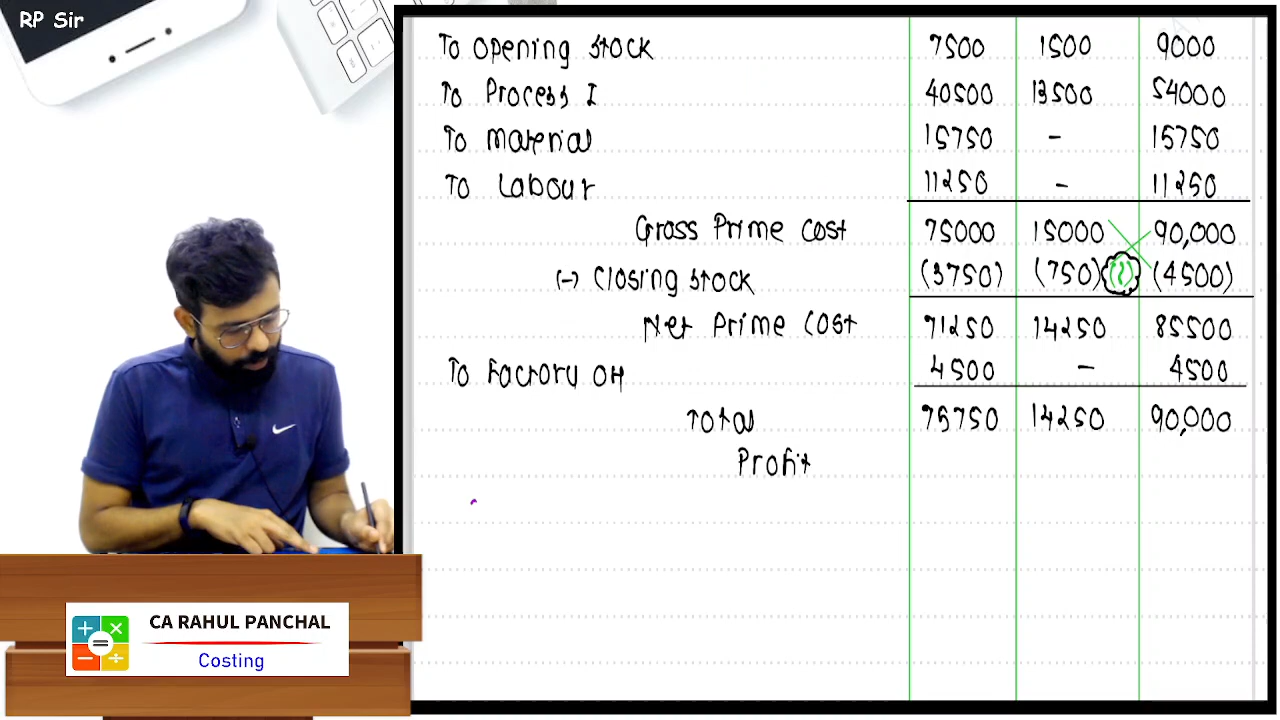 RP Sir
To Opening Stock 7500 1500 9000
To Process I 40500 13500 54000
To Material 15750 - 15750
To Labour 11250 - 11250
Gross Prime Cost 75000 15000 90,000
(-) Closing Stock (3750) (750) (4500)
Net Prime Cost 71250 14250 85500
To Factory OH 4500 - 4500
Total 75750 14250 90,000
Profit
CA RAHUL PANCHAL
Costing